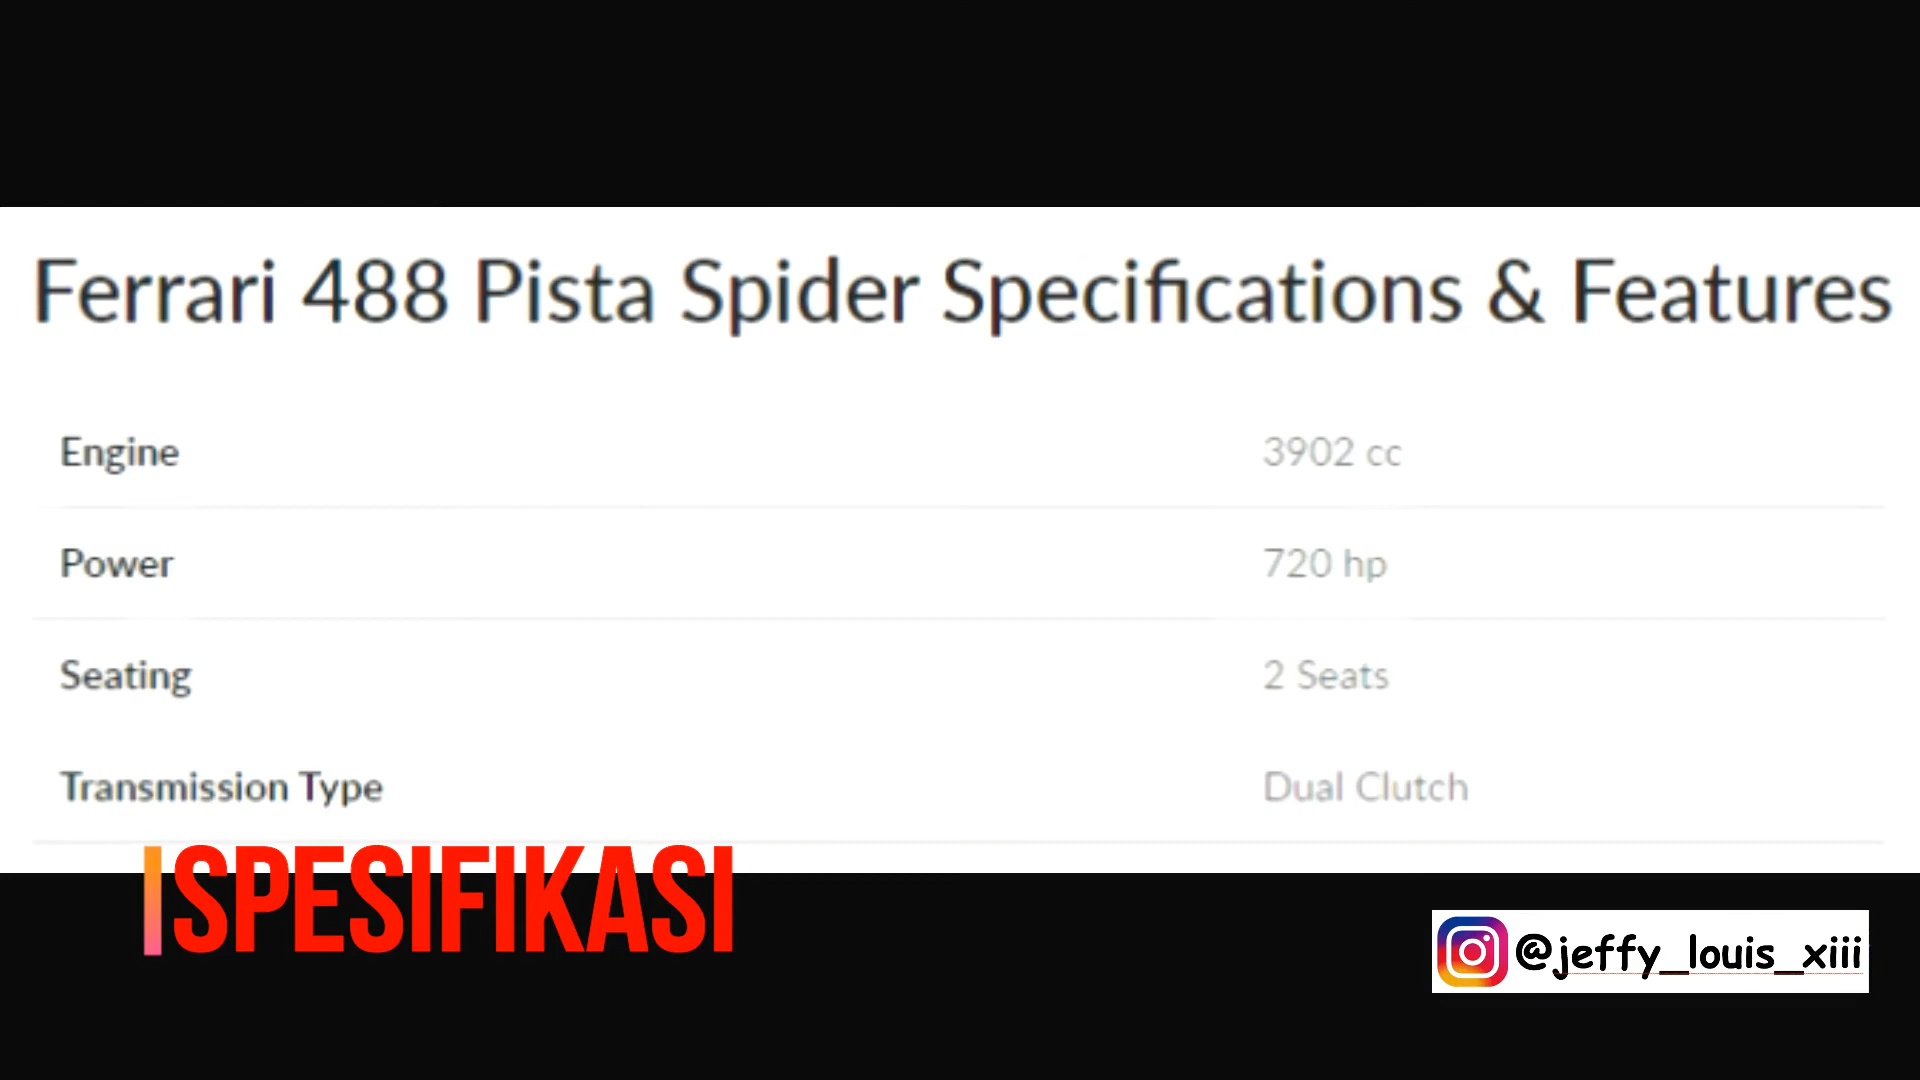 Ferrari 488 Pista Spider Specifications & Features
Engine 3902 cc
Power 720 hp
Seating 2 Seats
Transmission Type Dual Clutch
SPESIFIKASI
@jeffy_louis_xiii